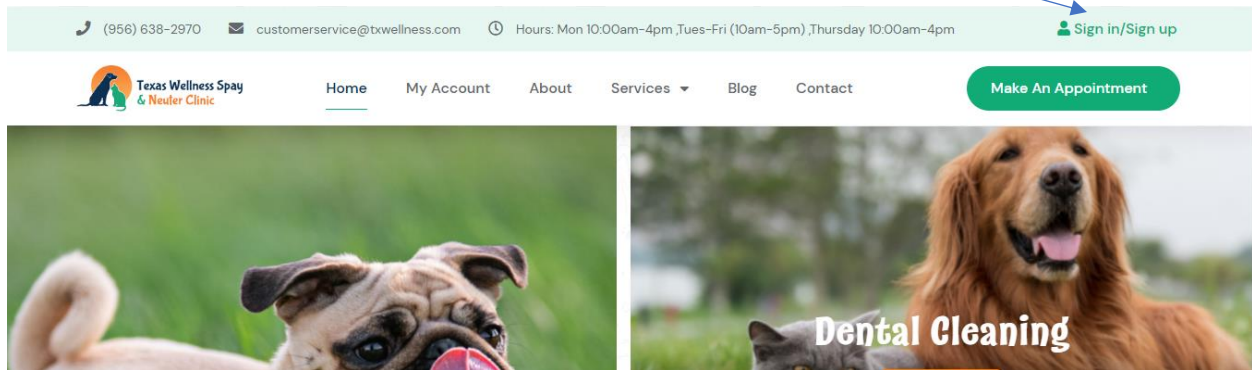 (956) 638-2970 customerservice@txwellness.com Hours: Mon 10:00am-4pm ,Tues-Fri (10am-5pm) ,Thursday 10:00am-4pm Sign in/Sign up
Texas Wellness Spay
& Neuter Clinic
Home My Account About Services Blog Contact Make An Appointment
Dental Cleaning